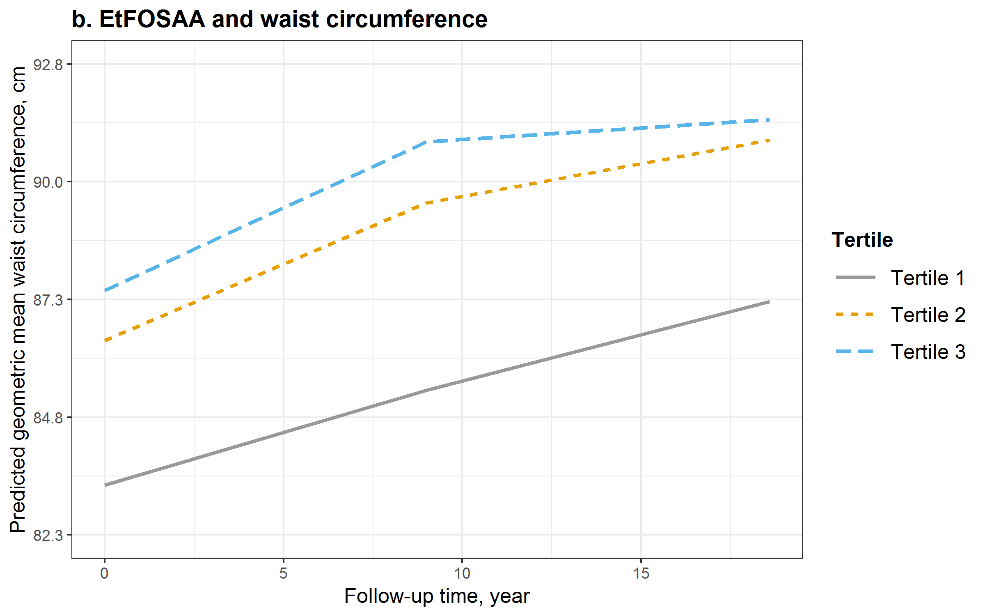 b. EtFOSAA and waist circumference
Predicted geometric mean waist circumference, cm
92.8
90.0
87.3
84.8
82.3
0
5
10
15
Follow-up time, year
Tertile
Tertile 1
Tertile 2
Tertile 3